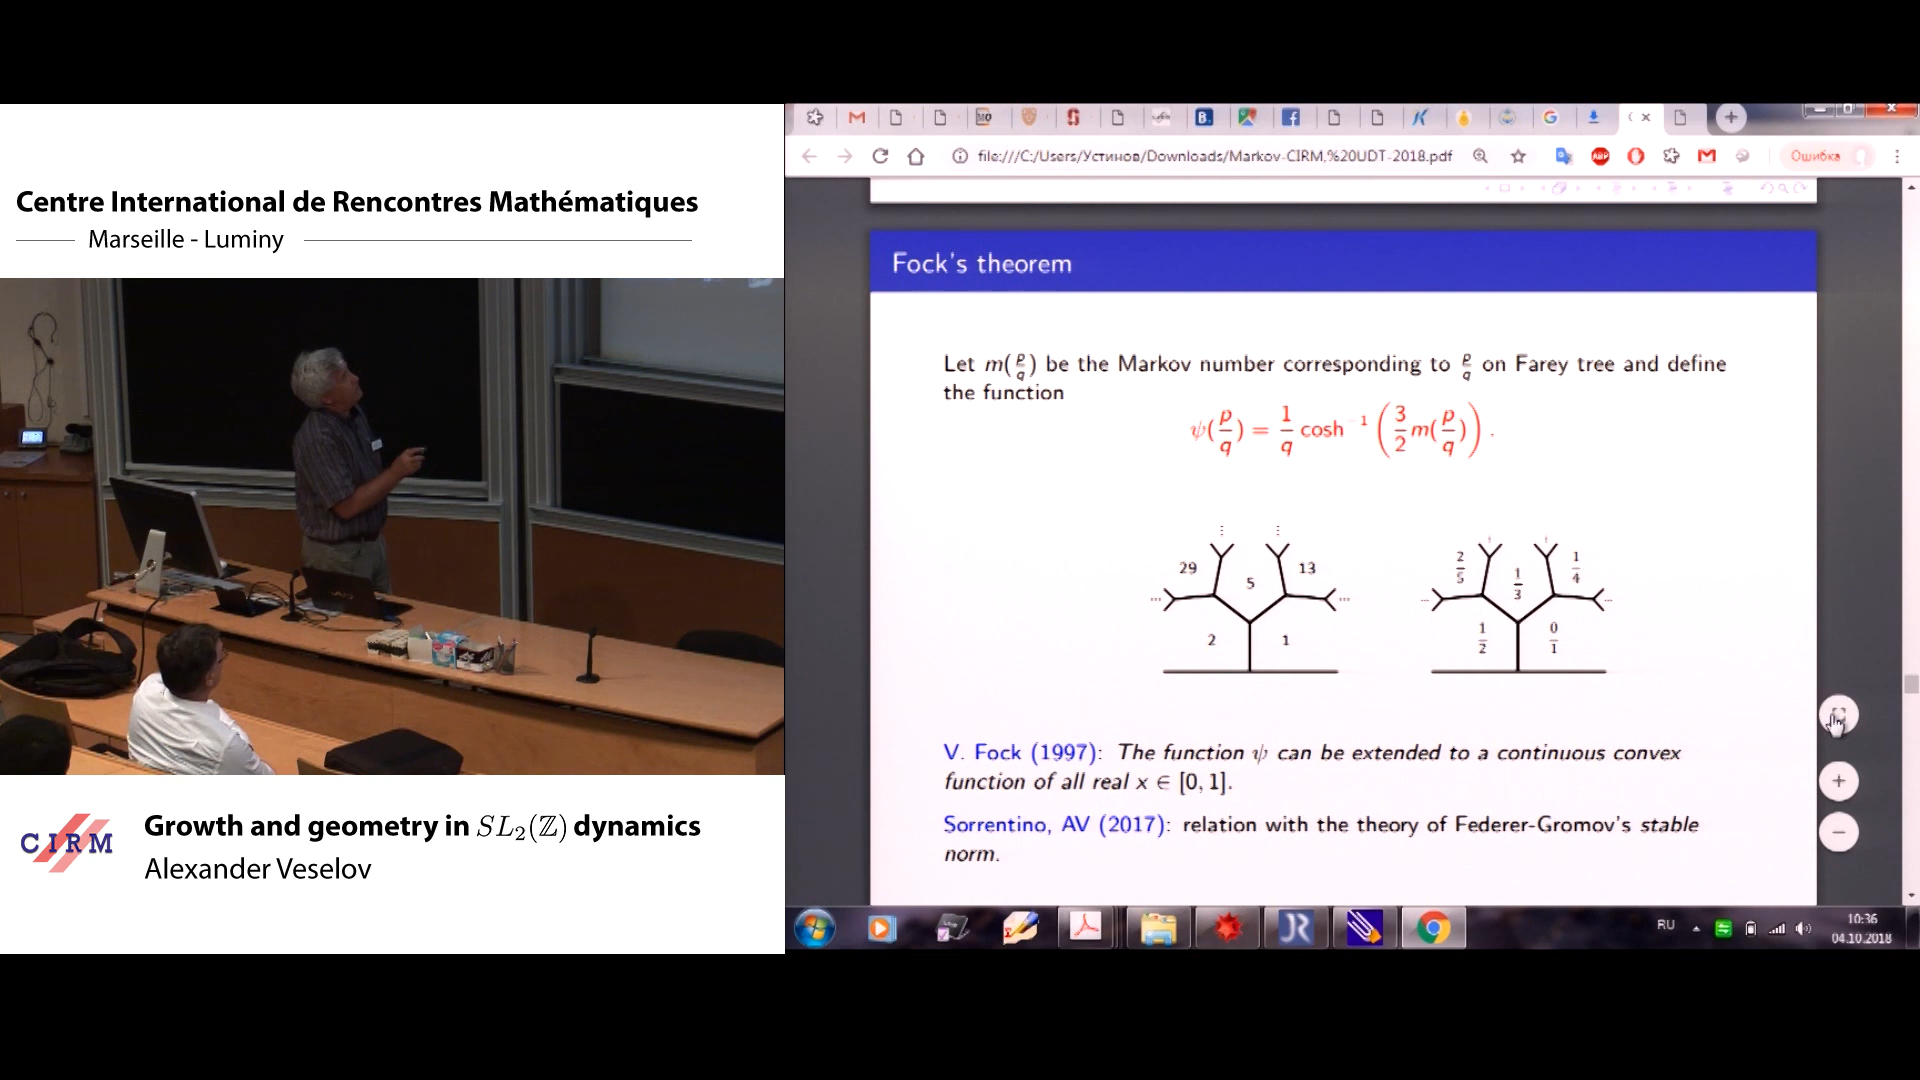 Centre International de Rencontres Mathématiques
Marseille - Luminy
CIRM
Growth and geometry in SL₂(ℤ) dynamics
Alexander Veselov
file:///C:/Users/Устинов/Downloads/Markov-CIRM,%20UDT-2018.pdf
ABP
Ошибка
Fock's theorem
Let m(p/q) be the Markov number corresponding to p/q on Farey tree and define
the function
ψ(p/q) = 1/q cosh⁻¹ (3/2 m(p/q)) .
29 5 13
2 1
2/5 1/3 1/4
1/2 0/1
V. Fock (1997): The function ψ can be extended to a continuous convex
function of all real x ∈ [0, 1].
Sorrentino, AV (2017): relation with the theory of Federer-Gromov's stable
norm.
RU
10:36
04.10.2018